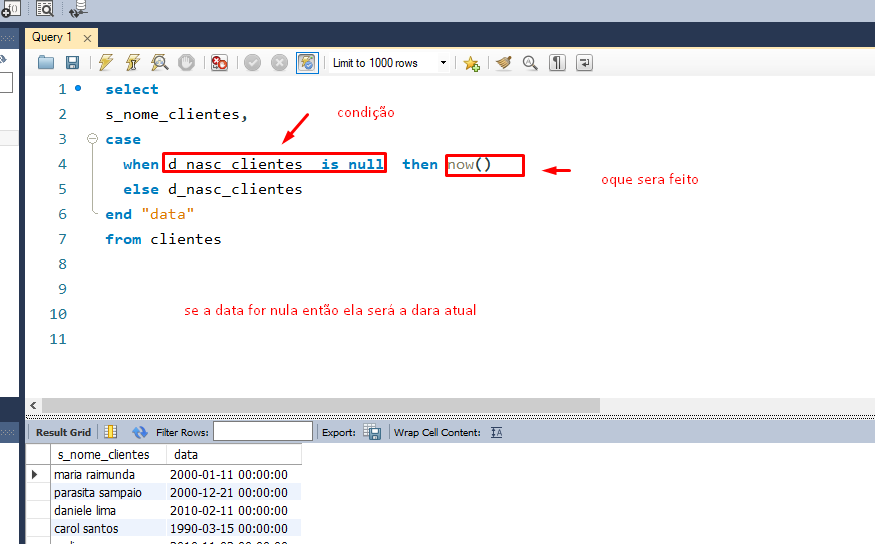 Query 1
Limit to 1000 rows
1 select
condição
2 s_nome_clientes,
3 case
4 when d_nasc_clientes is null then now()
oque sera feito
5 else d_nasc_clientes
6 end "data"
7 from clientes
8
9
10
se a data for nula então ela será a dara atual
11
Result Grid Filter Rows: Export: Wrap Cell Content:
s_nome_clientes data
maria raimunda 2000-01-11 00:00:00
parasita sampaio 2000-12-21 00:00:00
daniele lima 2010-02-11 00:00:00
carol santos 1990-03-15 00:00:00